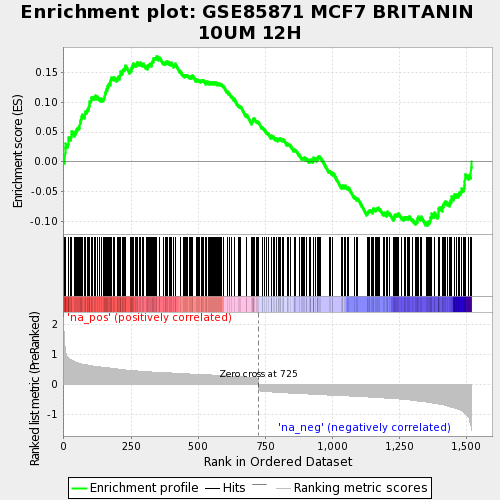 Enrichment plot: GSE85871 MCF7 BRITANIN
10UM 12H
Enrichment score (ES)
0.15
0.10
0.05
0.00
-0.05
-0.10
Ranked list metric (PreRanked)
'na_pos' (positively correlated)
2
1
0
-1
Zero cross at 725
'na_neg' (negatively correlated)
0
250
500
750
1,000
1,250
1,500
Rank in Ordered Dataset
Enrichment profile
Hits
Ranking metric scores